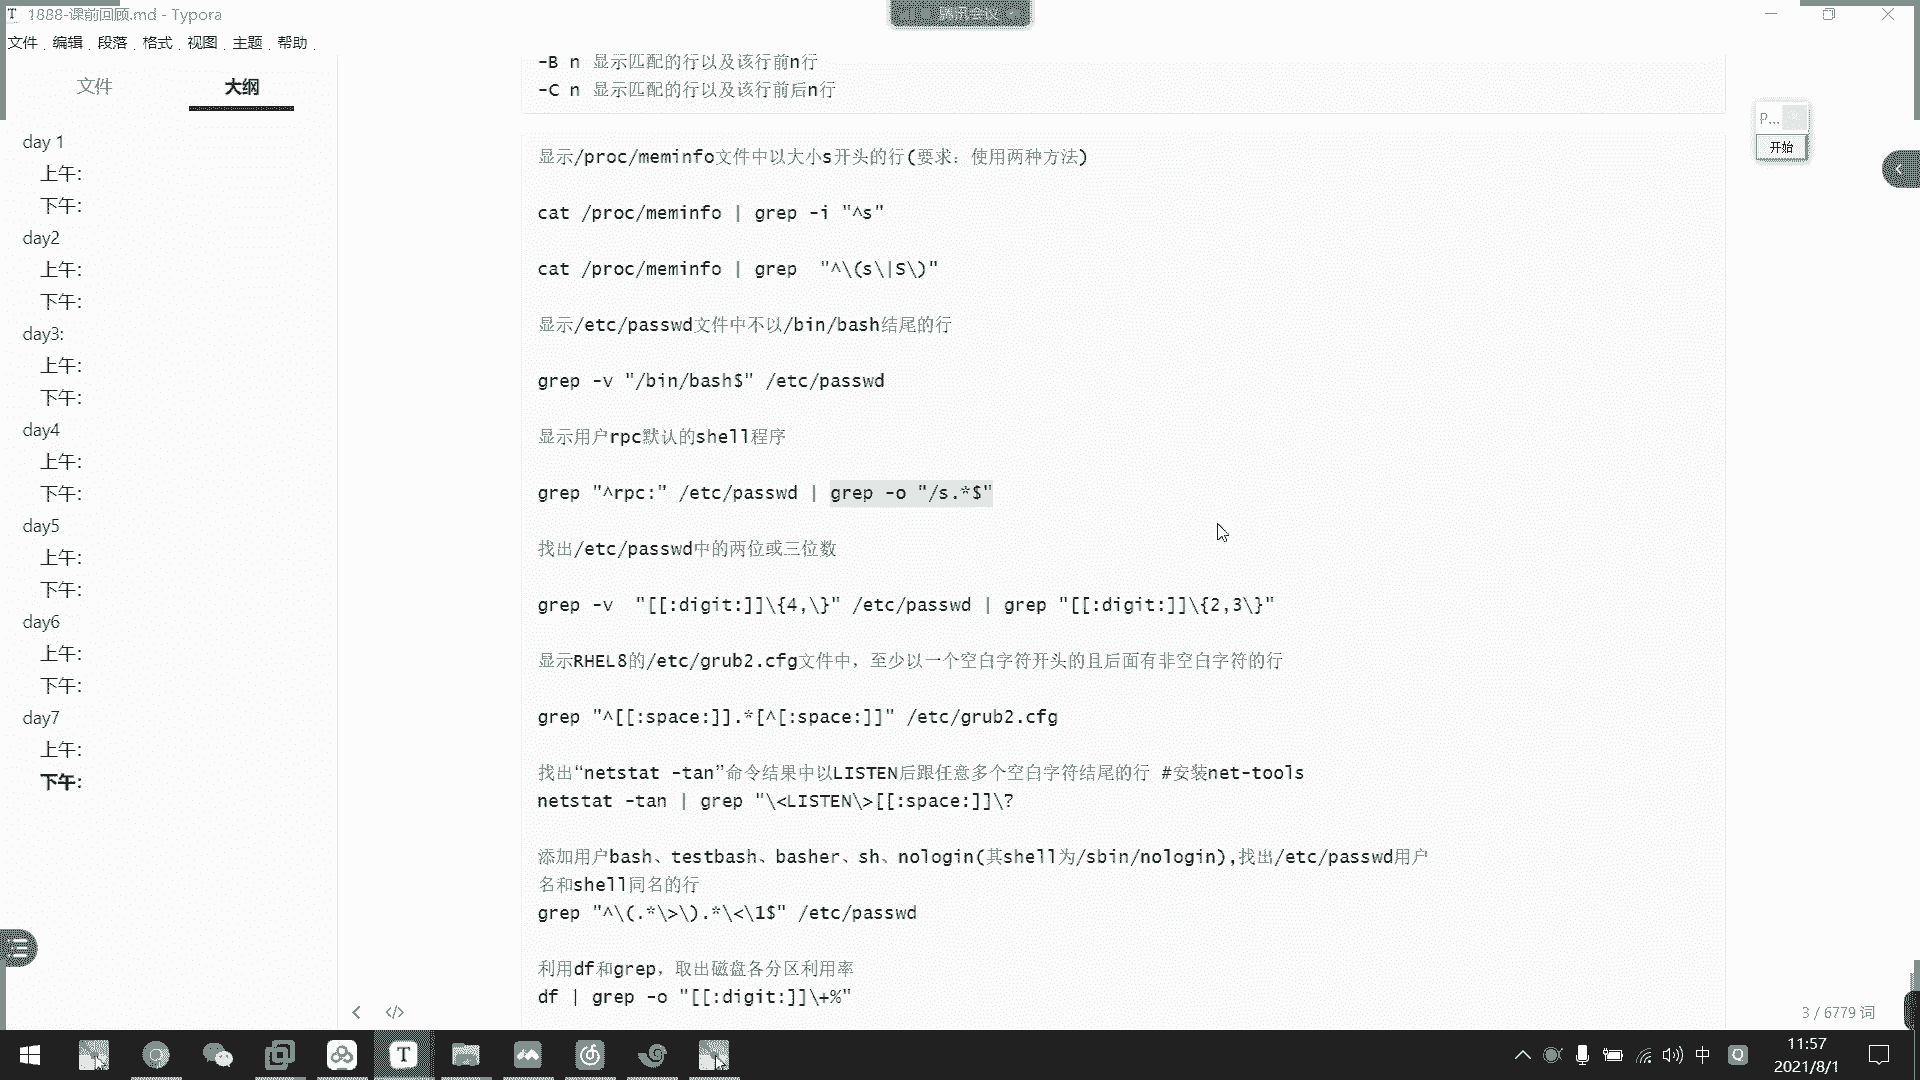 1888-课前回顾.md - Typora
腾讯会议
文件 编辑 段落 格式 视图 主题 帮助
文件 大纲
day 1
上午:
下午:
day2
上午:
下午:
day3:
上午:
下午:
day4
上午:
下午:
day5
上午:
下午:
day6
上午:
下午:
day7
上午:
下午:
-B n 显示匹配的行以及该行前n行
-C n 显示匹配的行以及该行前后n行
显示/proc/meminfo文件中以大小s开头的行(要求: 使用两种方法)
cat /proc/meminfo | grep -i "^s"
cat /proc/meminfo | grep  "^\(s\|S\)"
显示/etc/passwd文件中不以/bin/bash结尾的行
grep -v "/bin/bash$" /etc/passwd
显示用户rpc默认的shell程序
grep "^rpc:" /etc/passwd | grep -o "/s.*$"
找出/etc/passwd中的两位或三位数
grep -v  "[[:digit:]]\{4,\}" /etc/passwd | grep "[[:digit:]]\{2,3\}"
显示RHEL8的/etc/grub2.cfg文件中，至少以一个空白字符开头的且后面有非空白字符的行
grep "^[[:space:]].*[^[:space:]]" /etc/grub2.cfg
找出“netstat -tan”命令结果中以LISTEN后跟任意多个空白字符结尾的行 #安装net-tools
netstat -tan | grep "\<LISTEN\>[[:space:]]\?
添加用户bash、testbash、basher、sh、nologin(其shell为/sbin/nologin),找出/etc/passwd用户
名和shell同名的行
grep "^\(.*\>\).*\<\1$" /etc/passwd
利用df和grep，取出磁盘各分区利用率
df | grep -o "[[:digit:]]\+%"
P...
开始
3 / 6779 词
中
11:57
2021/8/1